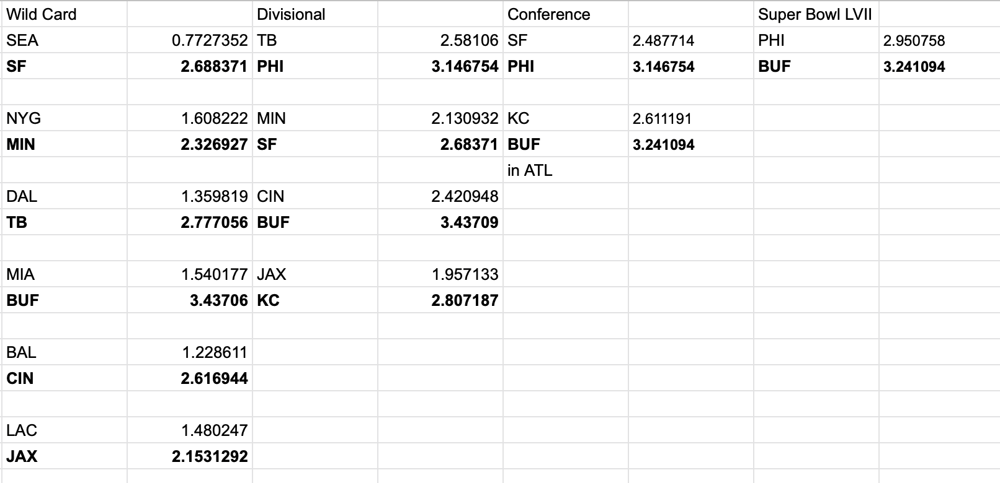 Wild Card Divisional Conference Super Bowl LVII
SEA 0.7727352 TB 2.58106 SF 2.487714 PHI 2.950758
SF 2.688371 PHI 3.146754 PHI 3.146754 BUF 3.241094
NYG 1.608222 MIN 2.130932 KC 2.611191
MIN 2.326927 SF 2.68371 BUF 3.241094
in ATL
DAL 1.359819 CIN 2.420948
TB 2.777056 BUF 3.43709
MIA 1.540177 JAX 1.957133
BUF 3.43706 KC 2.807187
BAL 1.228611
CIN 2.616944
LAC 1.480247
JAX 2.1531292